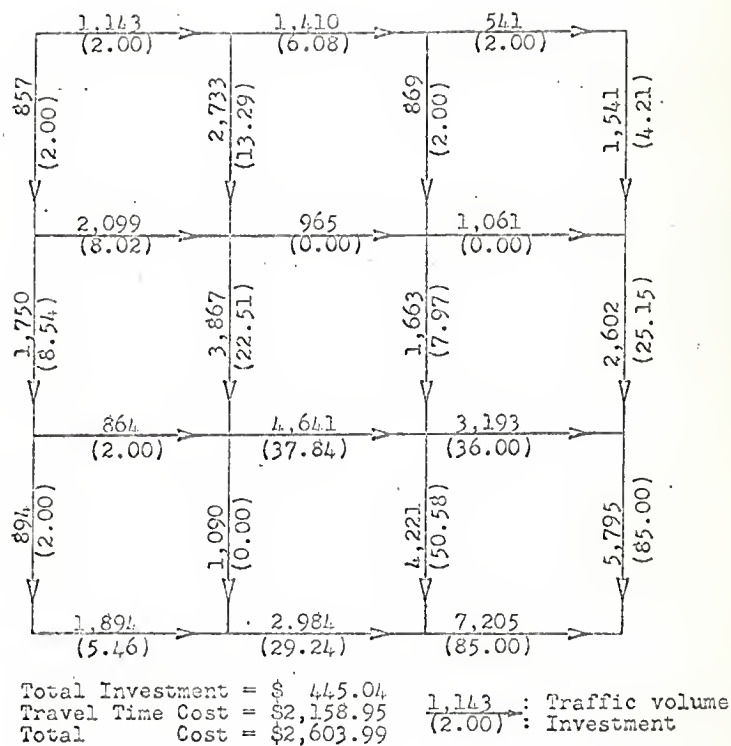 1,143 1,410 541
(2.00) (6.08) (2.00)
857 2,733 869 1,541
(2.00) (13.29) (2.00) (4.21)
2,099 965 1,061
(8.02) (0.00) (0.00)
1,750 3,867 1,663 2,602
(8.54) (22.51) (7.97) (25.15)
864 4,641 3,193
(2.00) (37.84) (36.00)
894 1,090 4,221 5,795
(2.00) (0.00) (50.58) (85.00)
1,894 2.984 7,205
(5.46) (29.24) (85.00)
Total Investment = $ 445.04
Travel Time Cost = $2,158.95
Total Cost = $2,603.99
1,143 : Traffic volume
(2.00) : Investment